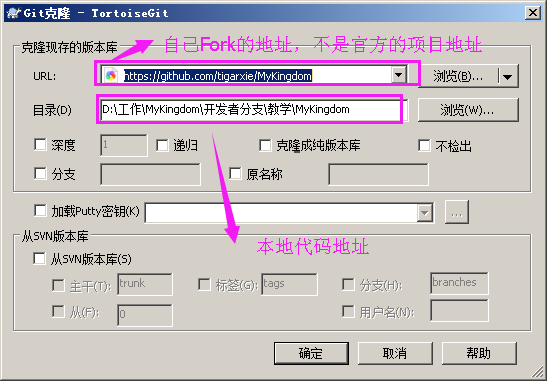 Git克隆 - TortoiseGit
克隆现存的版本库
自己Fork的地址，不是官方的项目地址
URL: https://github.com/tigarxie/MyKingdom 浏览(B)...
目录(D) D:\工作\MyKingdom\开发者分支\教学\MyKingdom 浏览(W)...
深度 1 递归 克隆成纯版本库 不检出
分支 原名称
加载Putty密钥(K) ...
从SVN版本库
本地代码地址
从SVN版本库(S)
主干(T): trunk 标签(G): tags 分支(H): branches
从(F): 0 用户名(N):
确定 取消 帮助